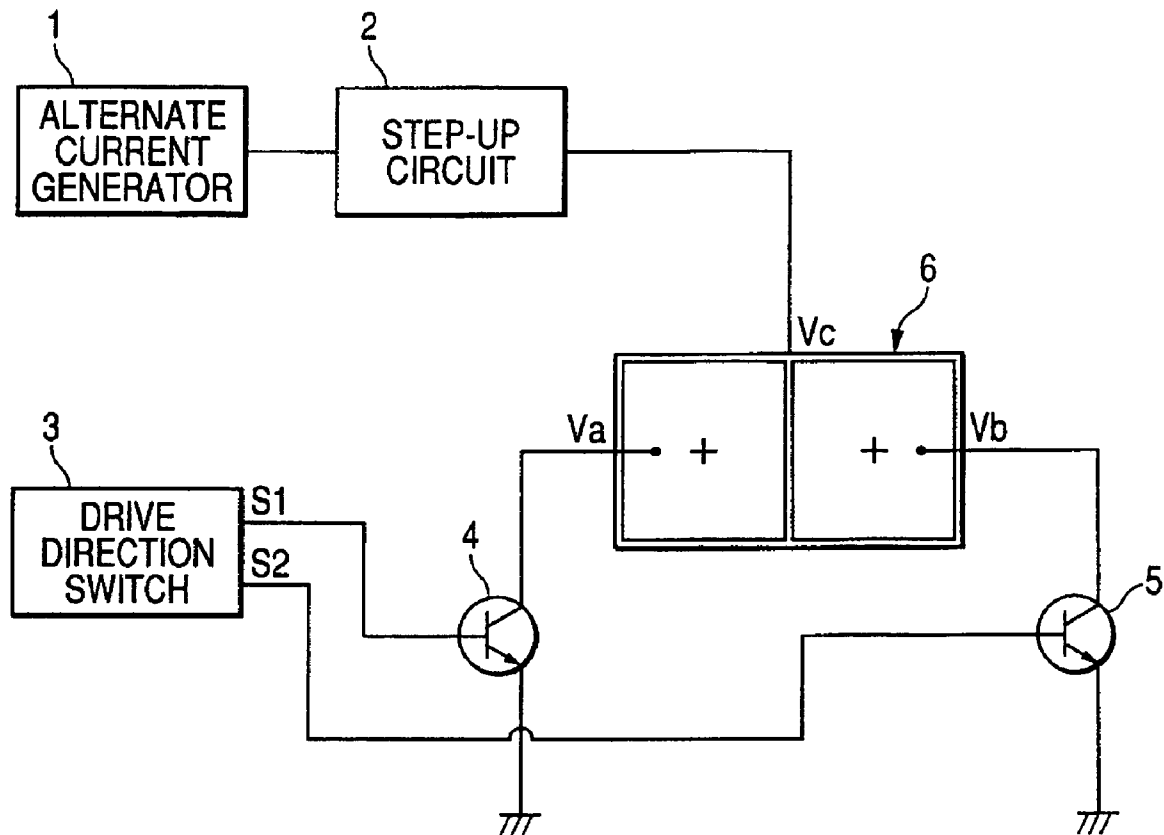 1
2
ALTERNATE
CURRENT
GENERATOR
STEP-UP
CIRCUIT
6
Vc
Va
+
+
Vb
3
DRIVE
DIRECTION
SWITCH
S1
S2
4
5